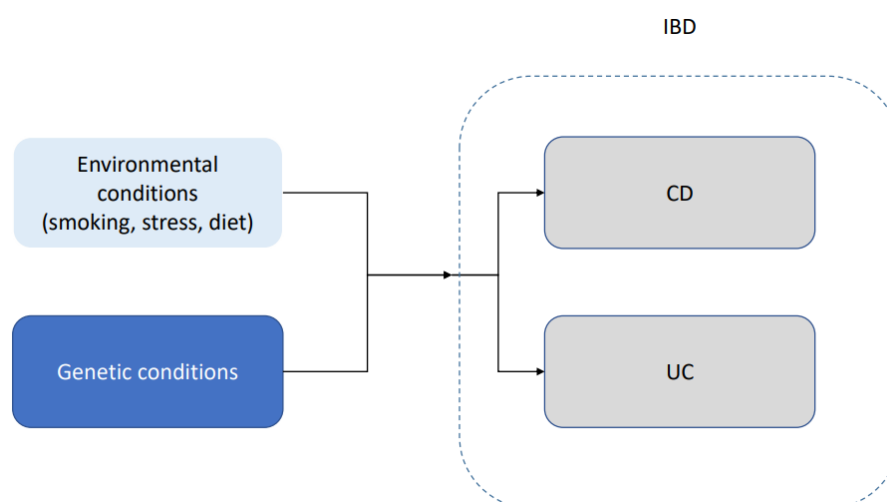 IBD
Environmental
conditions
(smoking, stress, diet)
CD
Genetic conditions
UC